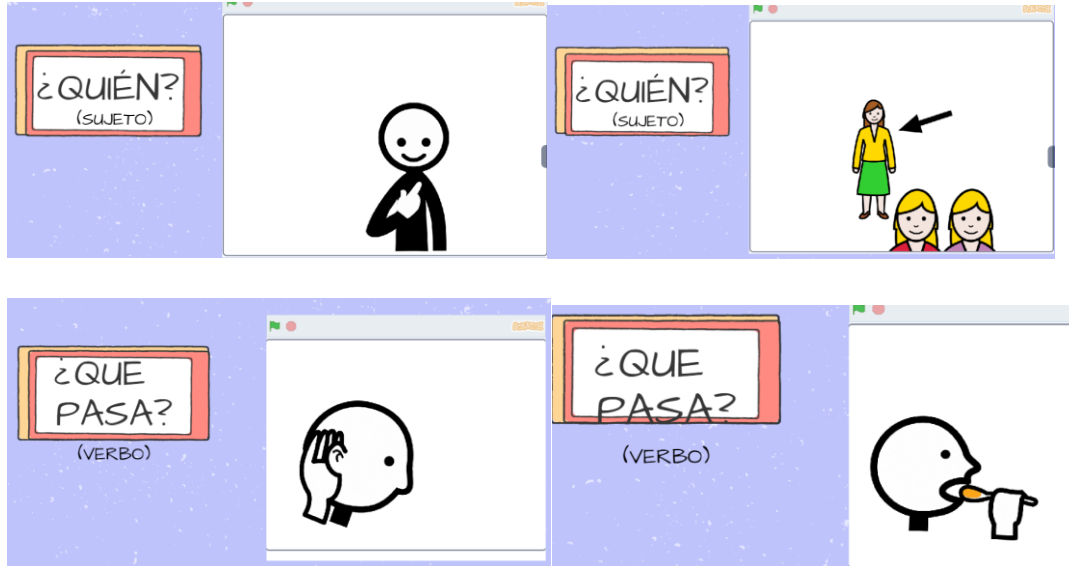 ¿QUIÉN?
(SUJETO)
¿QUIÉN?
(SUJETO)
¿QUE
PASA?
(VERBO)
¿QUE
PASA?
(VERBO)